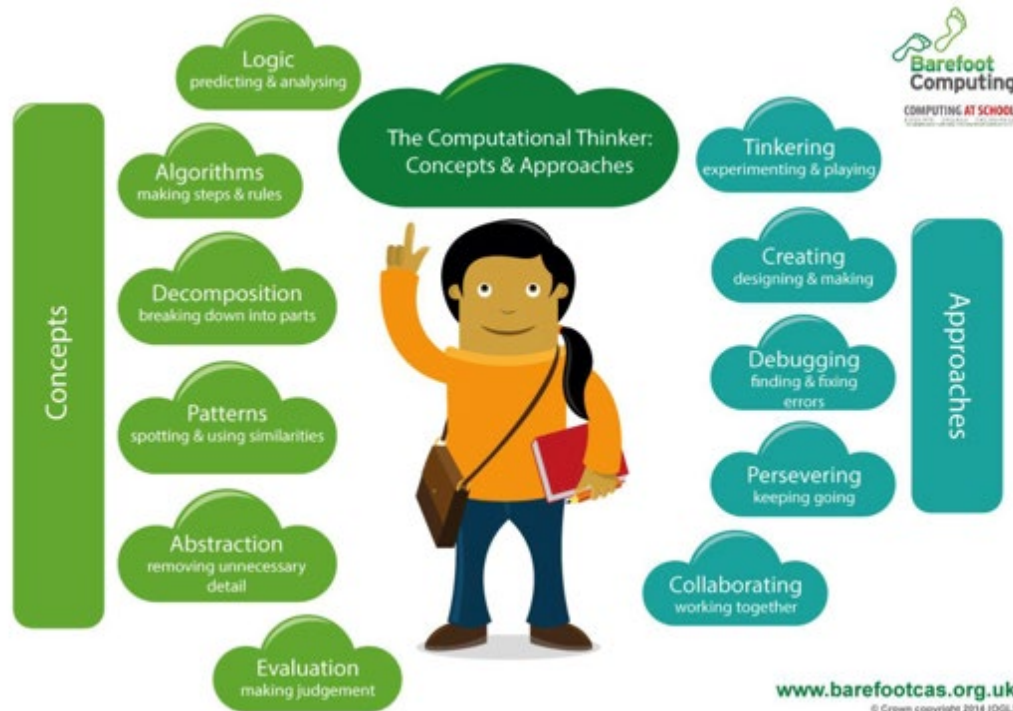 Logic
predicting & analysing
Algorithms
making steps & rules
Decomposition
breaking down into parts
Patterns
spotting & using similarities
Abstraction
removing unnecessary
detail
Evaluation
making judgement
Concepts
The Computational Thinker:
Concepts & Approaches
Barefoot
Computing
COMPUTING AT SCHOOL
Tinkering
experimenting & playing
Creating
designing & making
Debugging
finding & fixing
errors
Persevering
keeping going
Collaborating
working together
Approaches
www.barefootcas.org.uk
© Crown copyright 2014 (OGL)